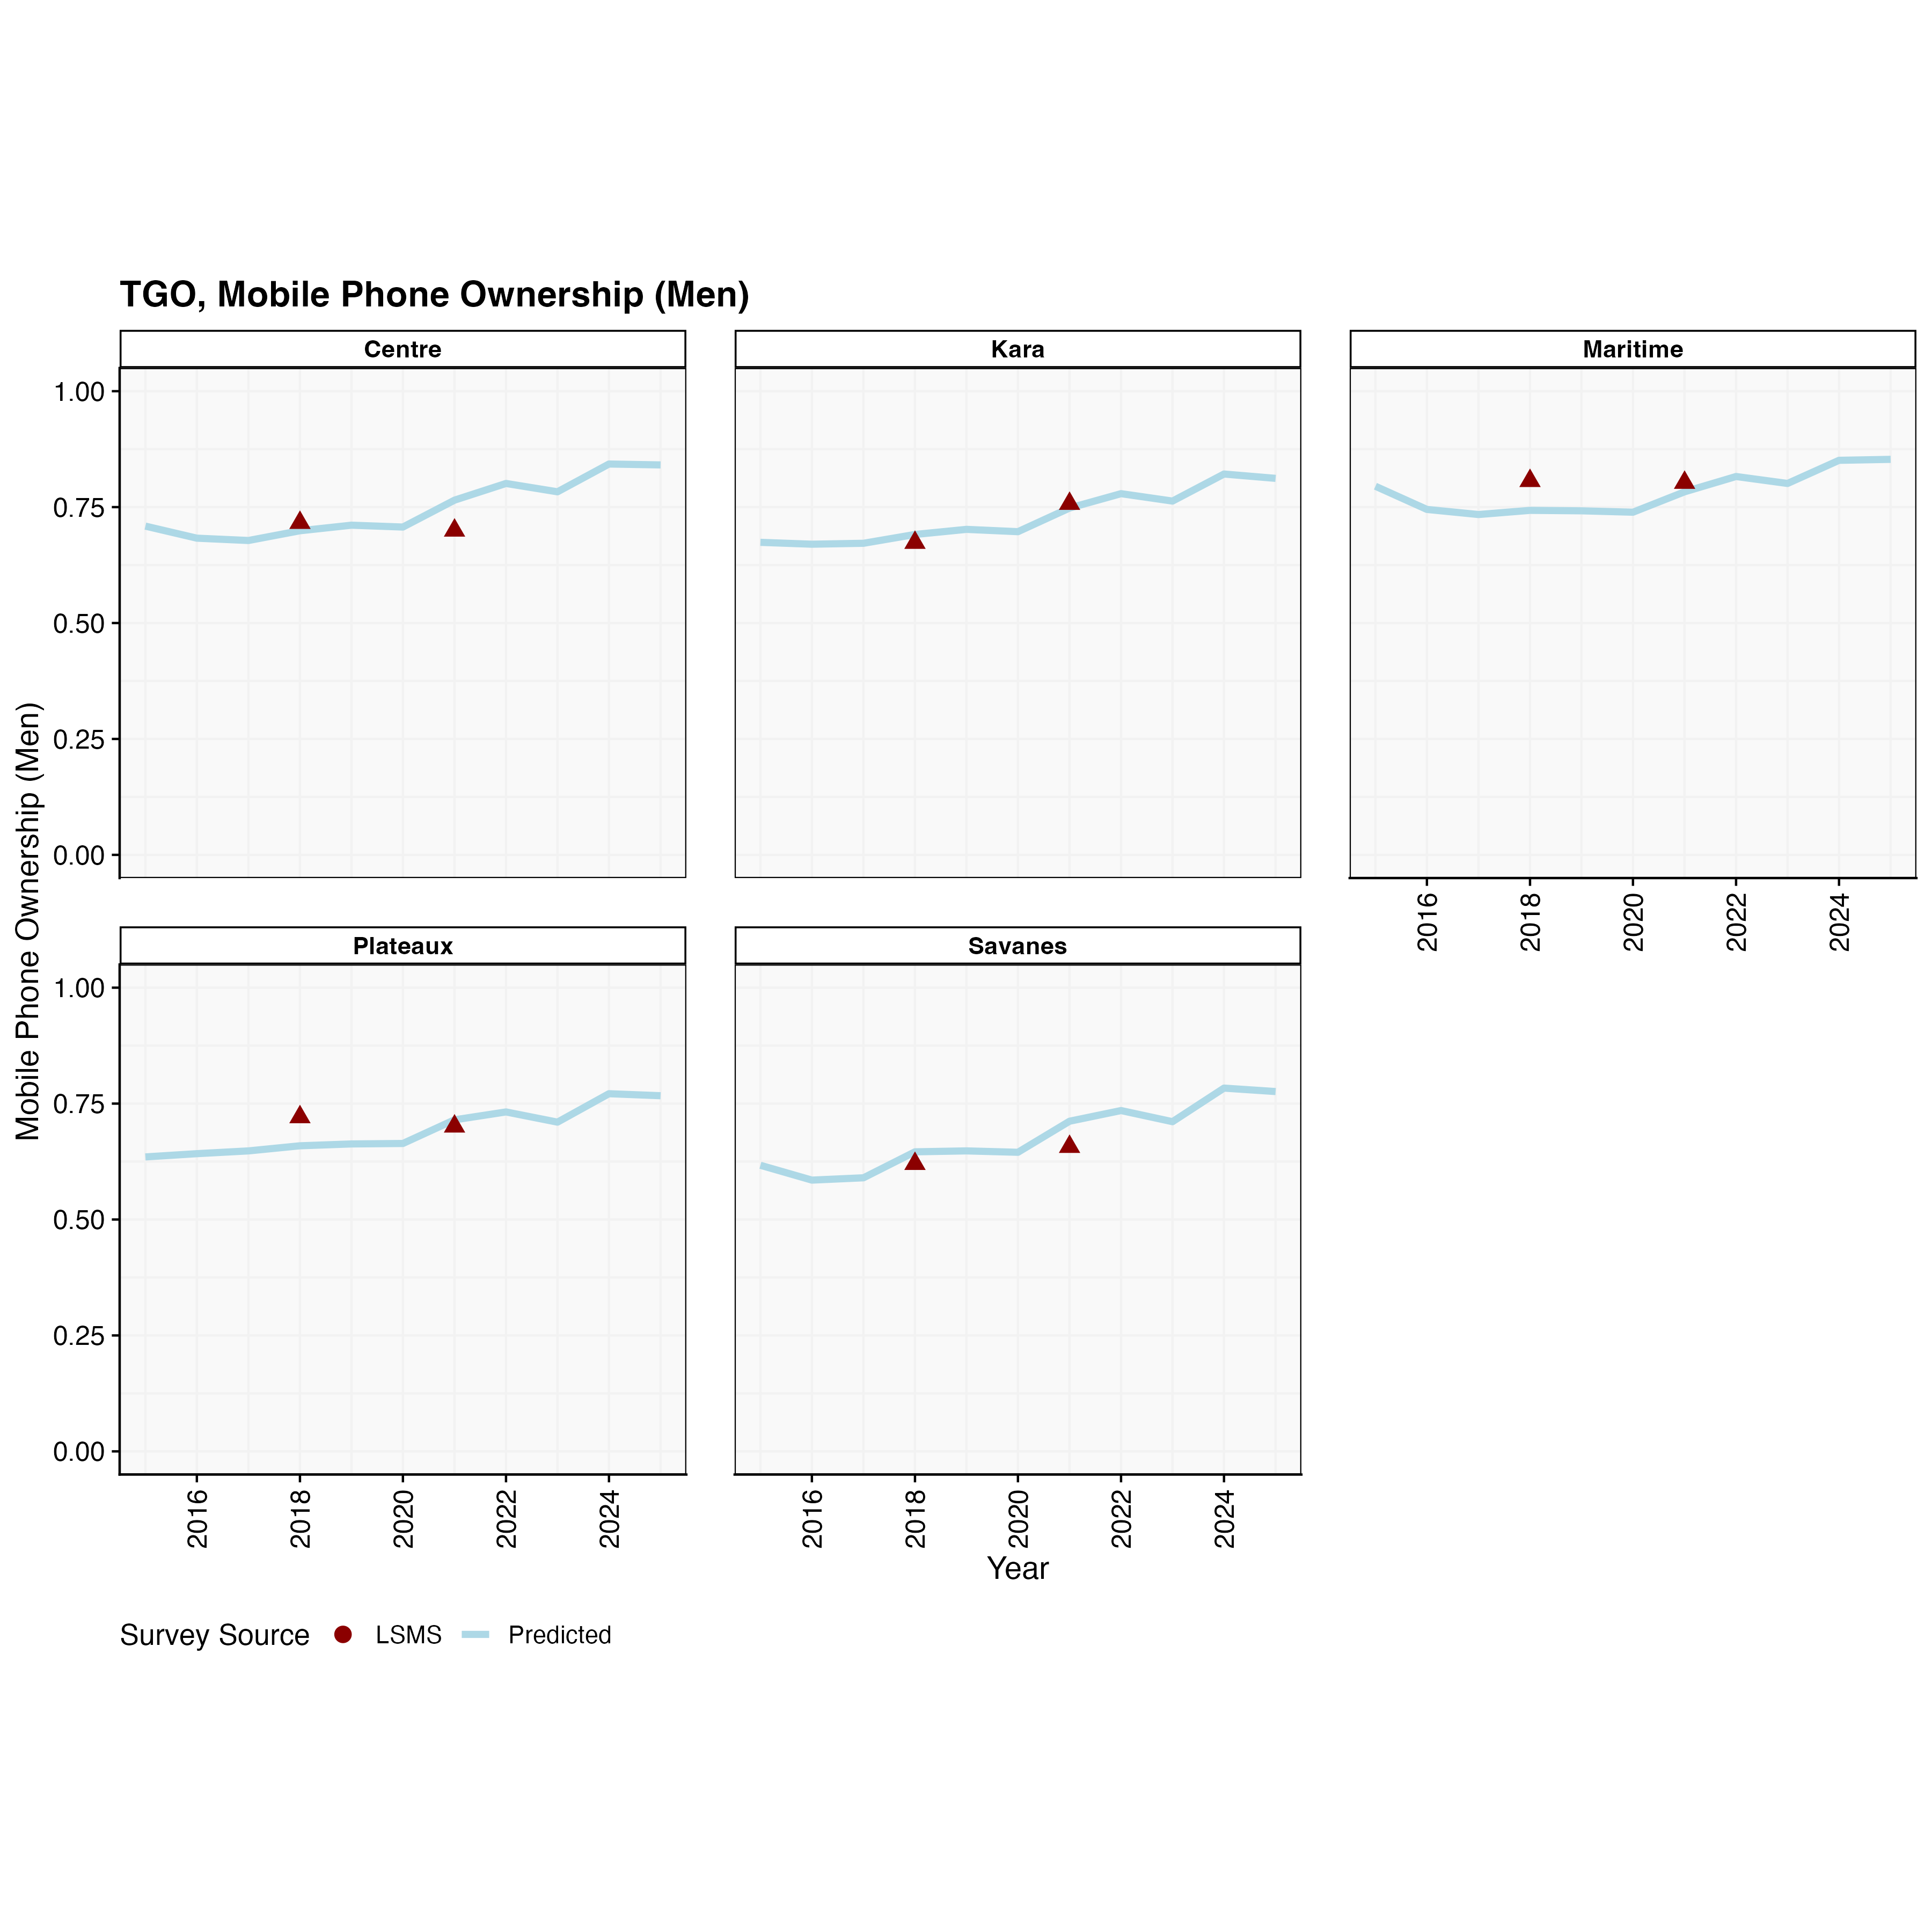 TGO, Mobile Phone Ownership (Men)
Centre
Kara
Maritime
1.00
0.75
0.50
0.25
0.00
2016
2018
2020
2022
2024
Mobile Phone Ownership (Men)
Plateaux
Savanes
1.00
0.75
0.50
0.25
0.00
2016
2018
2020
2022
2024
2016
2018
2020
2022
2024
Year
Survey Source LSMS Predicted